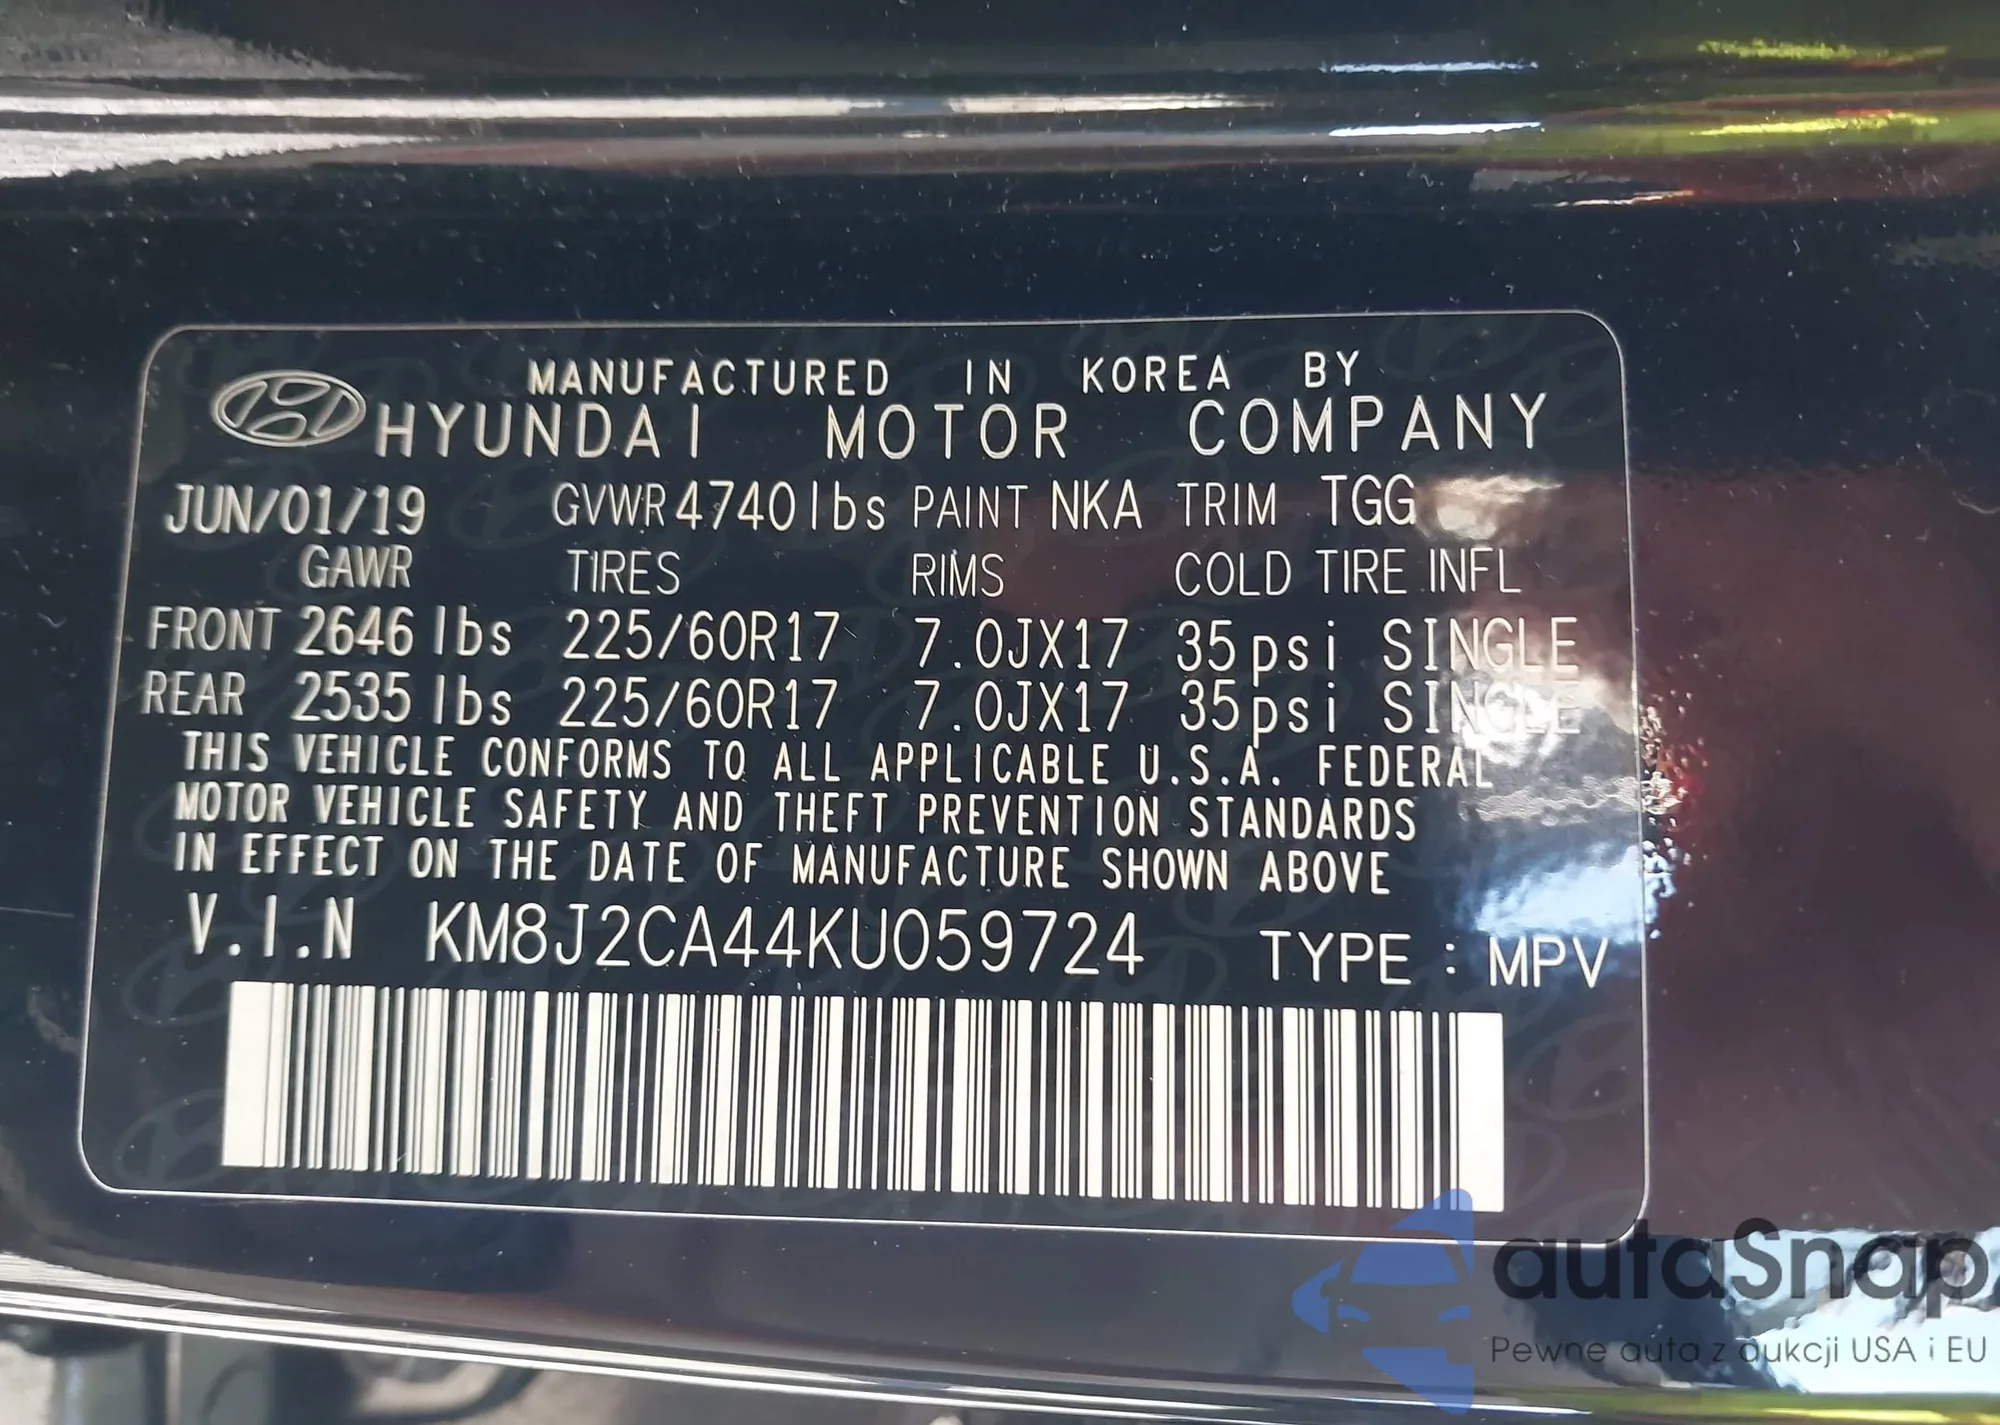 MANUFACTURED IN KOREA BY
HYUNDAI MOTOR COMPANY
JUN/01/19 GVWR 4740lbs PAINT NKA TRIM TGG
GAWR TIRES RIMS COLD TIRE INFL
FRONT 2646 lbs 225/60R17 7.0JX17 35psi SINGLE
REAR 2535 lbs 225/60R17 7.0JX17 35psi SINGLE
THIS VEHICLE CONFORMS TO ALL APPLICABLE U.S.A. FEDERAL
MOTOR VEHICLE SAFETY AND THEFT PREVENTION STANDARDS
IN EFFECT ON THE DATE OF MANUFACTURE SHOWN ABOVE
V.I.N KM8J2CA44KU059724 TYPE : MPV
autaSnap
Pewne auta z aukcji USA i EU